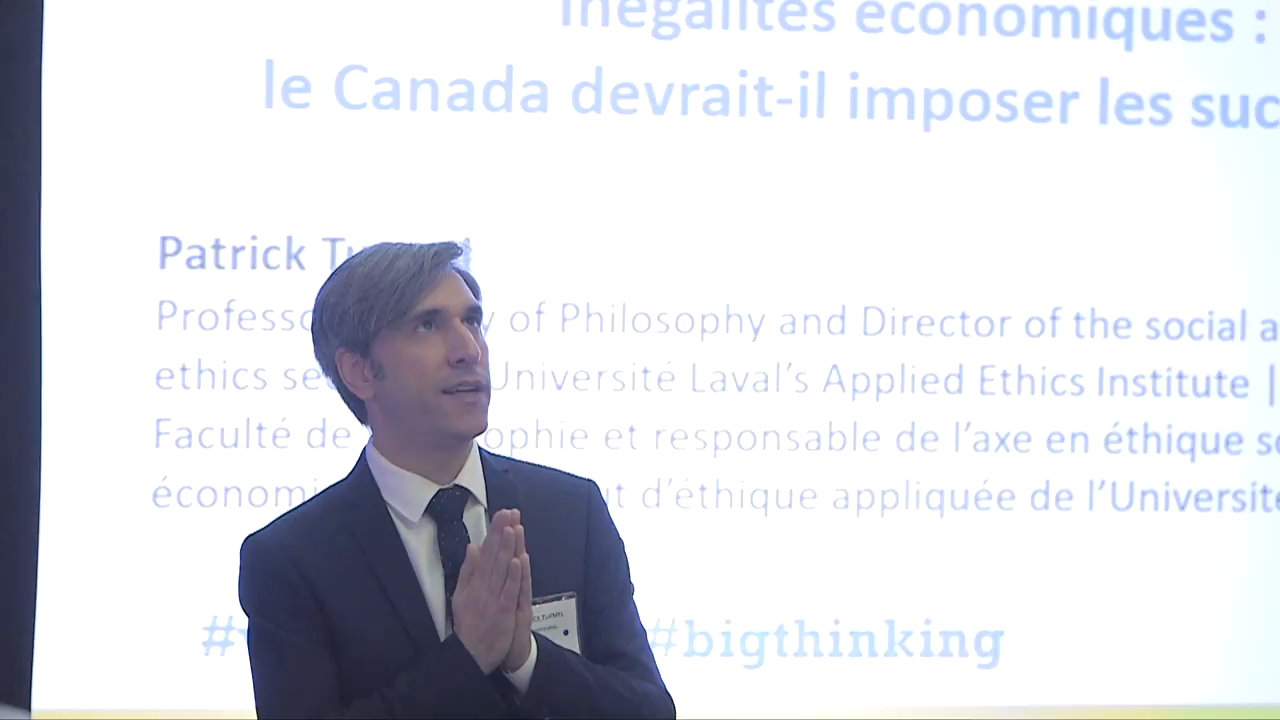 Inégalités économiques :
le Canada devrait-il imposer les suc
Patrick
Professo y of Philosophy and Director of the social a
ethics se Université Laval's Applied Ethics Institute |
Faculté de ophie et responsable de l'axe en éthique so
économi ut d'éthique appliquée de l'Université
#bigthinking